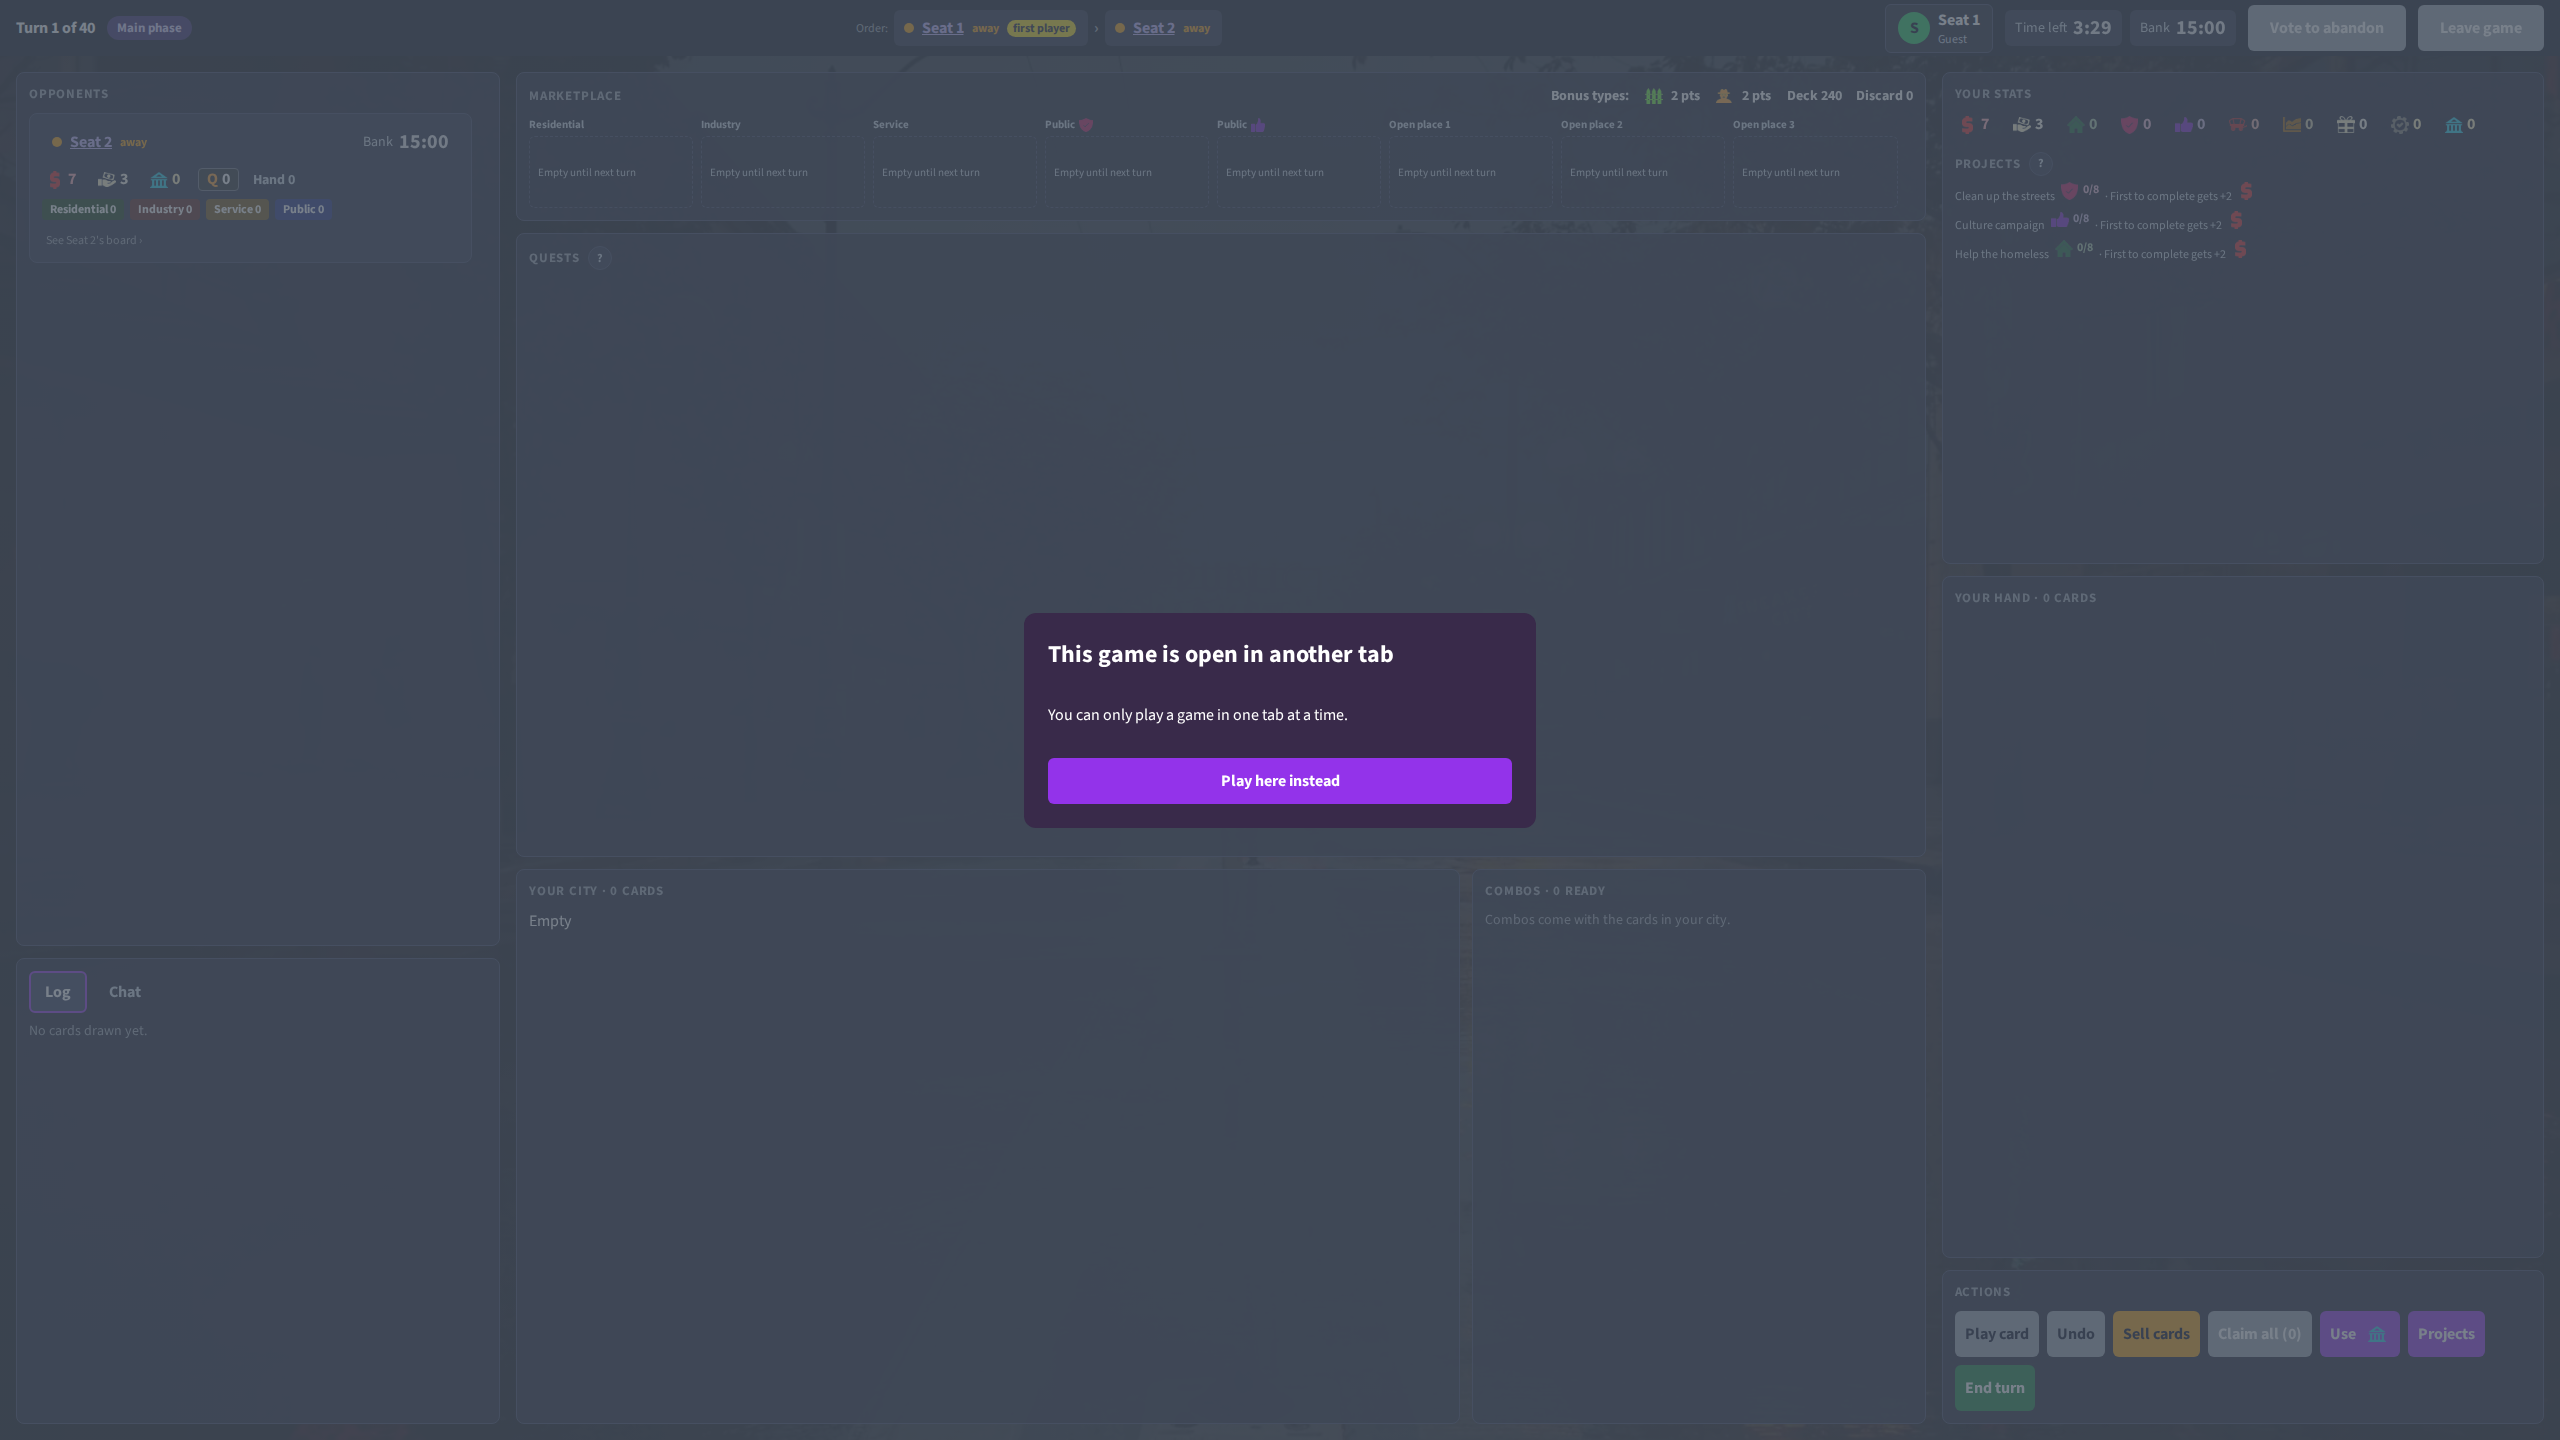 Turn 1 of 40 Main phase
Order: Seat 1 away first player › Seat 2 away
S Seat 1 Guest
Time left 3:29 Bank 15:00 Vote to abandon Leave game
OPPONENTS
Seat 2 away Bank 15:00
7 3 0 Q 0 Hand 0
Residential 0 Industry 0 Service 0 Public 0
See Seat 2's board ›
MARKETPLACE
Bonus types: 2 pts 2 pts Deck 240 Discard 0
Residential Industry Service Public Public Open place 1 Open place 2 Open place 3
Empty until next turn Empty until next turn Empty until next turn Empty until next turn Empty until next turn Empty until next turn Empty until next turn Empty until next turn
QUESTS ?
YOUR STATS
$ 7 3 0 0 0 0 0 0 0 0
PROJECTS ?
Clean up the streets 0/8 · First to complete gets +2 $
Culture campaign 0/8 · First to complete gets +2 $
Help the homeless 0/8 · First to complete gets +2 $
This game is open in another tab
You can only play a game in one tab at a time.
Play here instead
YOUR HAND · 0 CARDS
Log Chat
No cards drawn yet.
YOUR CITY · 0 CARDS
Empty
COMBOS · 0 READY
Combos come with the cards in your city.
ACTIONS
Play card Undo Sell cards Claim all (0) Use Projects
End turn